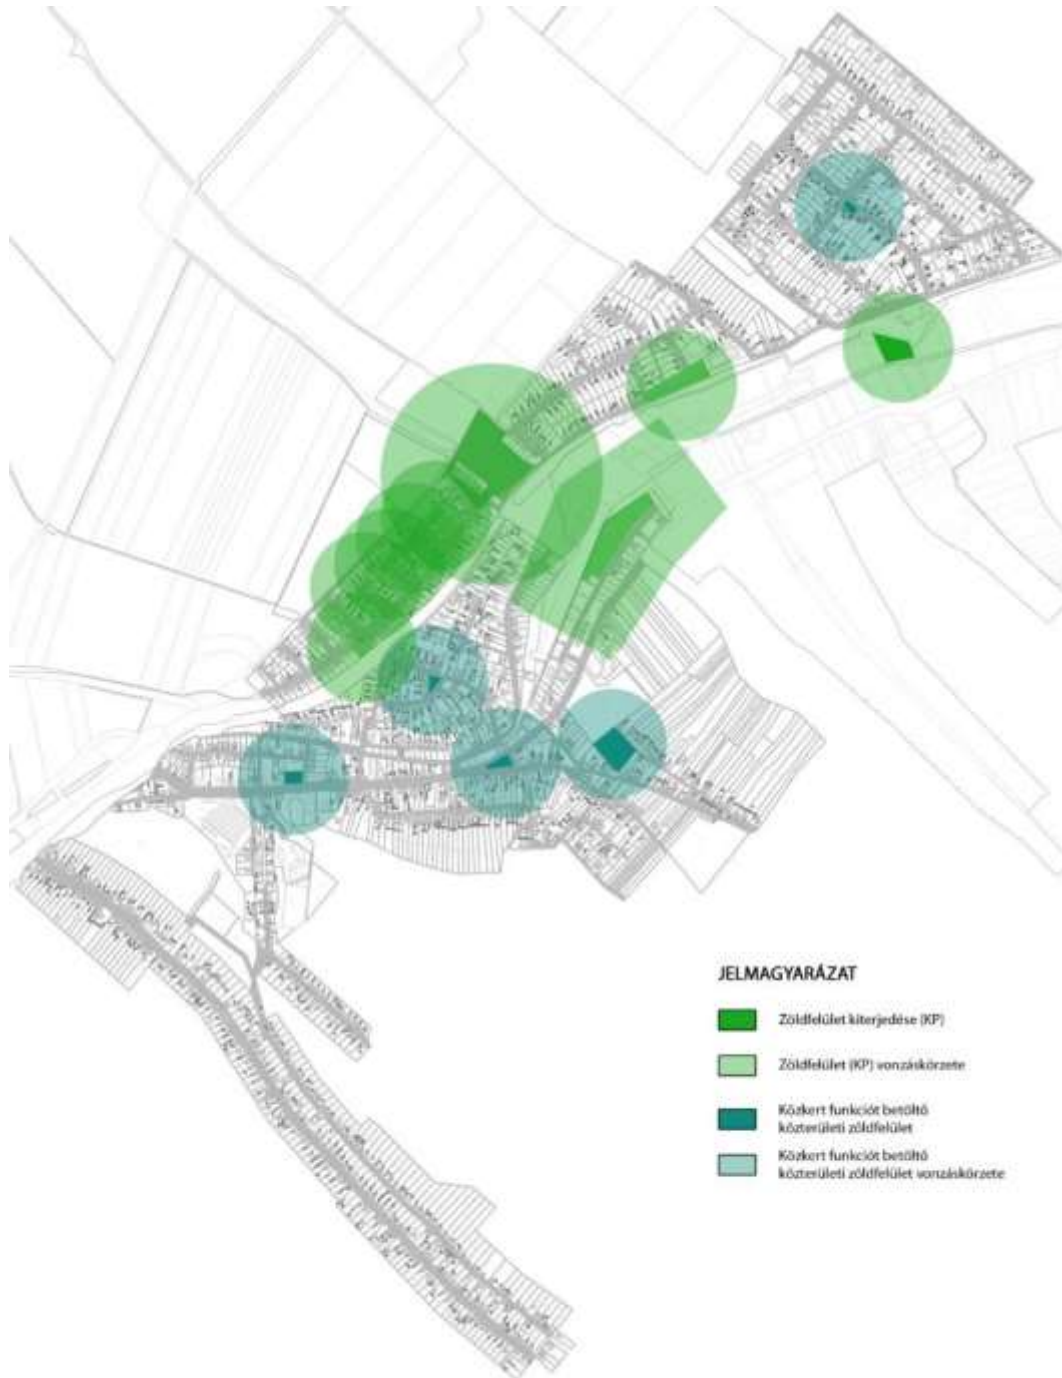 JELMAGYARÁZAT
Zöldfelület kiterjedése (KP)
Zöldfelület (KP) vonzáskörzete
Közkert funkciót betöltő
közterületi zöldfelület
Közkert funkciót betöltő
közterületi zöldfelület vonzáskörzete